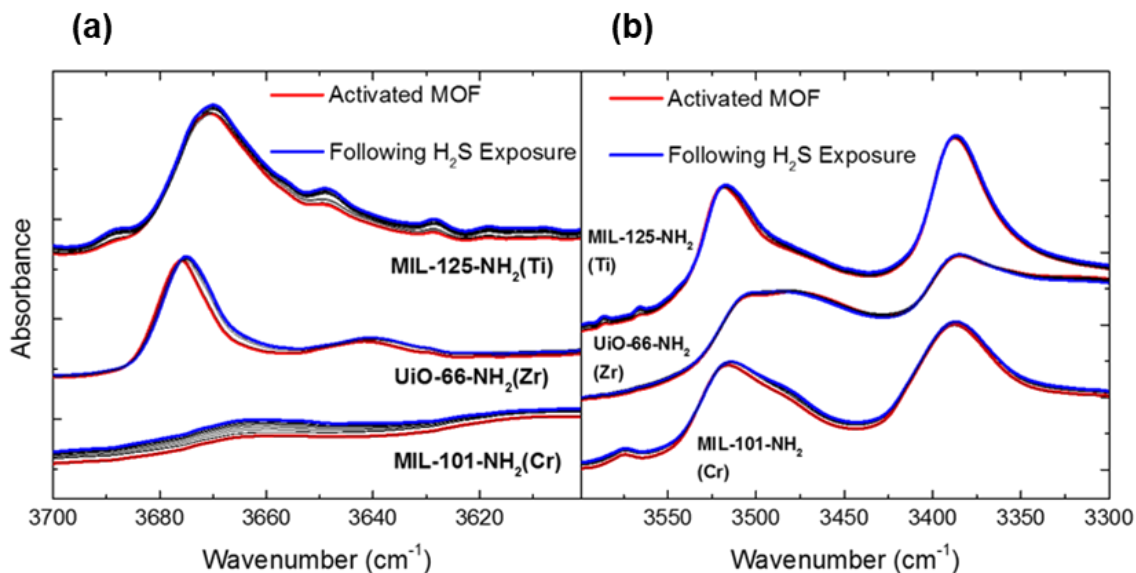 (a)
(b)
Activated MOF
Following H₂S Exposure
MIL-125-NH₂(Ti)
UiO-66-NH₂(Zr)
MIL-101-NH₂(Cr)
Activated MOF
Following H₂S Exposure
MIL-125-NH₂
(Ti)
UiO-66-NH₂
(Zr)
MIL-101-NH₂
(Cr)
Absorbance
3700 3680 3660 3640 3620
3550 3500 3450 3400 3350 3300
Wavenumber (cm⁻¹)
Wavenumber (cm⁻¹)